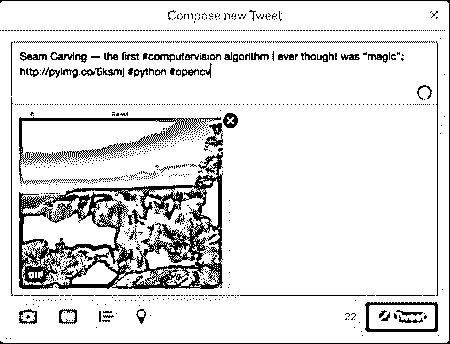 Compose new Tweet
Seam Carving — the first #computervision algorithm I ever thought was "magic":
http://pyimg.co/5ksmj #python #opencv
GIF
22
Tweet